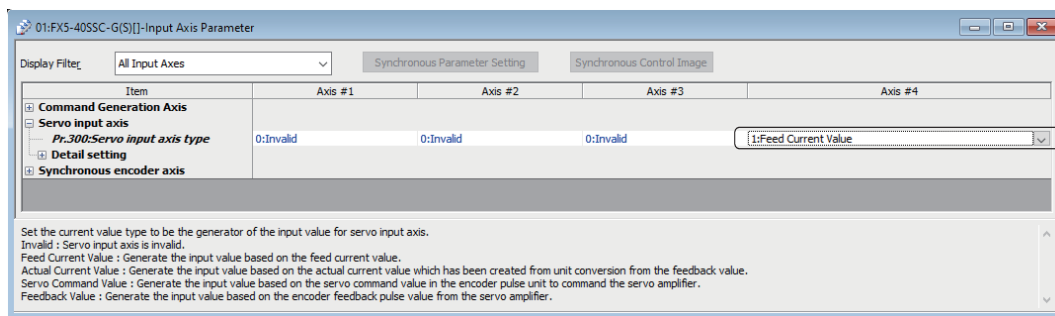 01:FX5-40SSC-G(S)[]-Input Axis Parameter
Display Filter All Input Axes Synchronous Parameter Setting Synchronous Control Image
Item Axis #1 Axis #2 Axis #3 Axis #4
Command Generation Axis
Servo input axis
Pr.300:Servo input axis type 0:Invalid 0:Invalid 0:Invalid 1:Feed Current Value
Detail setting
Synchronous encoder axis
Set the current value type to be the generator of the input value for servo input axis.
Invalid : Servo input axis is invalid.
Feed Current Value : Generate the input value based on the feed current value.
Actual Current Value : Generate the input value based on the actual current value which has been created from unit conversion from the feedback value.
Servo Command Value : Generate the input value based on the servo command value in the encoder pulse unit to command the servo amplifier.
Feedback Value : Generate the input value based on the encoder feedback pulse value from the servo amplifier.